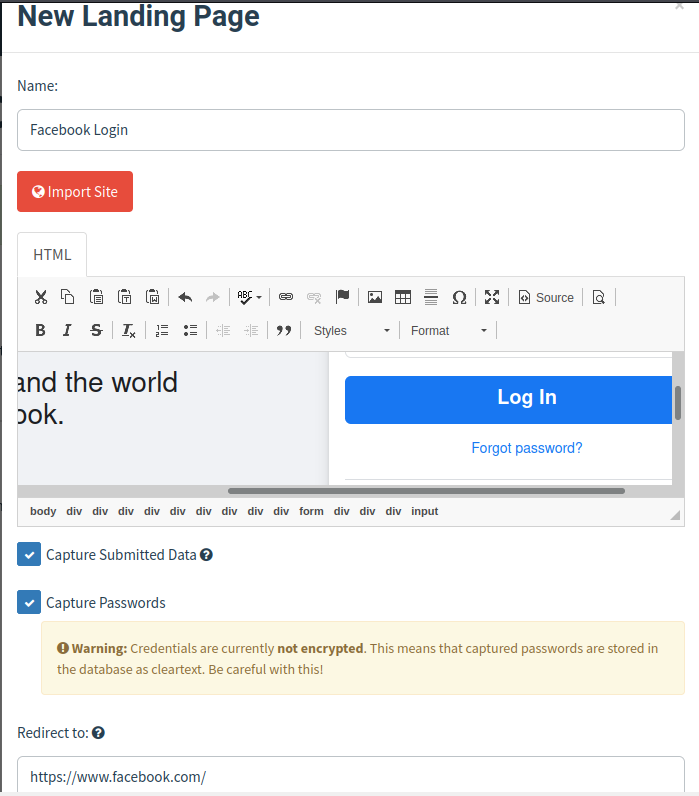 New Landing Page
×
Name:
Facebook Login
Import Site
HTML
ABC
Source
B I S Tx Styles Format
and the world
ook.
Log In
Forgot password?
body div div div div div div div div div form div div div input
Capture Submitted Data
Capture Passwords
Warning: Credentials are currently not encrypted. This means that captured passwords are stored in
the database as cleartext. Be careful with this!
Redirect to:
https://www.facebook.com/